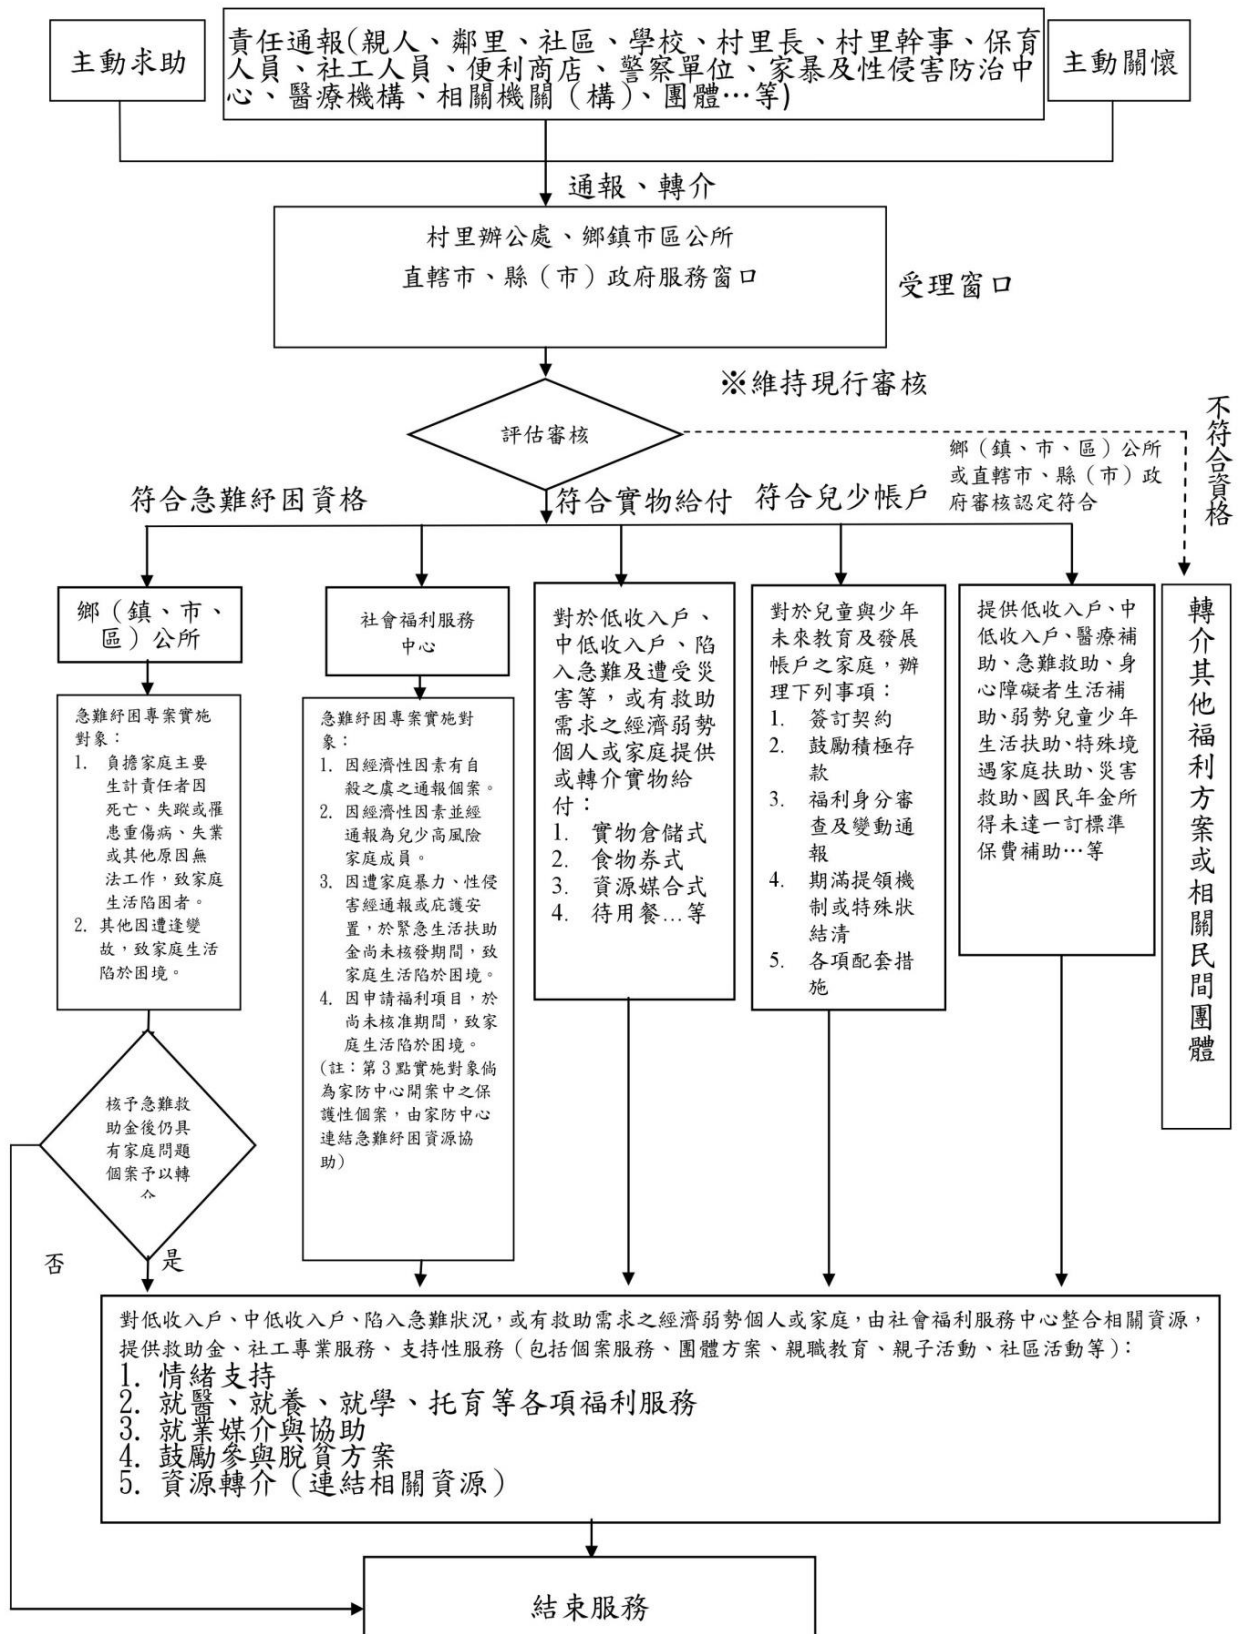 主動求助
責任通報(親人、鄰里、社區、學校、村里長、村里幹事、保育
人員、社工人員、便利商店、警察單位、家暴及性侵害防治中
心、醫療機構、相關機關（構）、團體…等)
主動關懷
通報、轉介
村里辦公處、鄉鎮市區公所
直轄市、縣（市）政府服務窗口
受理窗口
※維持現行審核
評估審核
不符合資格
鄉（鎮、市、區）公所
或直轄市、縣（市）政
府審核認定符合
符合急難紓困資格
符合實物給付
符合兒少帳戶
鄉（鎮、市、
區）公所
急難紓困專案實施
對象：
1. 負擔家庭主要
生計責任者因
死亡、失蹤或罹
患重傷病、失業
或其他原因無
法工作，致家庭
生活陷困者。
2. 其他因遭逢變
故，致家庭生活
陷於困境。
社會福利服務
中心
急難紓困專案實施對
象：
1. 因經濟性因素有自
殺之虞之通報個案。
2. 因經濟性因素並經
通報為兒少高風險
家庭成員。
3. 因遭家庭暴力、性侵
害經通報或庇護安
置，於緊急生活扶助
金尚未核發期間，致
家庭生活陷於困境。
4. 因申請福利項目，於
尚未核准期間，致家
庭生活陷於困境。
(註：第3點實施對象倘
為家防中心開案中之保
護性個案，由家防中心
連結急難紓困資源協
助)
對於低收入戶、
中低收入戶、陷
入急難及遭受災
害等，或有救助
需求之經濟弱勢
個人或家庭提供
或轉介實物給
付：
1. 實物倉儲式
2. 食物券式
3. 資源媒合式
4. 待用餐…等
對於兒童與少年
未來教育及發展
帳戶之家庭，辦
理下列事項：
1. 簽訂契約
2. 鼓勵積極存
款
3. 福利身分審
查及變動通
報
4. 期滿提領機
制或特殊狀
結清
5. 各項配套措
施
提供低收入戶、中
低收入戶、醫療補
助、急難救助、身
心障礙者生活補
助、弱勢兒童少年
生活扶助、特殊境
遇家庭扶助、災害
救助、國民年金所
得未達一訂標準
保費補助…等
轉介其他福利方案或相關民間團體
核予急難救
助金後仍具
有家庭問題
個案予以轉
介
否
是
對低收入戶、中低收入戶、陷入急難狀況，或有救助需求之經濟弱勢個人或家庭，由社會福利服務中心整合相關資源，
提供救助金、社工專業服務、支持性服務（包括個案服務、團體方案、親職教育、親子活動、社區活動等）：
1. 情緒支持
2. 就醫、就養、就學、托育等各項福利服務
3. 就業媒介與協助
4. 鼓勵參與脫貧方案
5. 資源轉介（連結相關資源）
結束服務